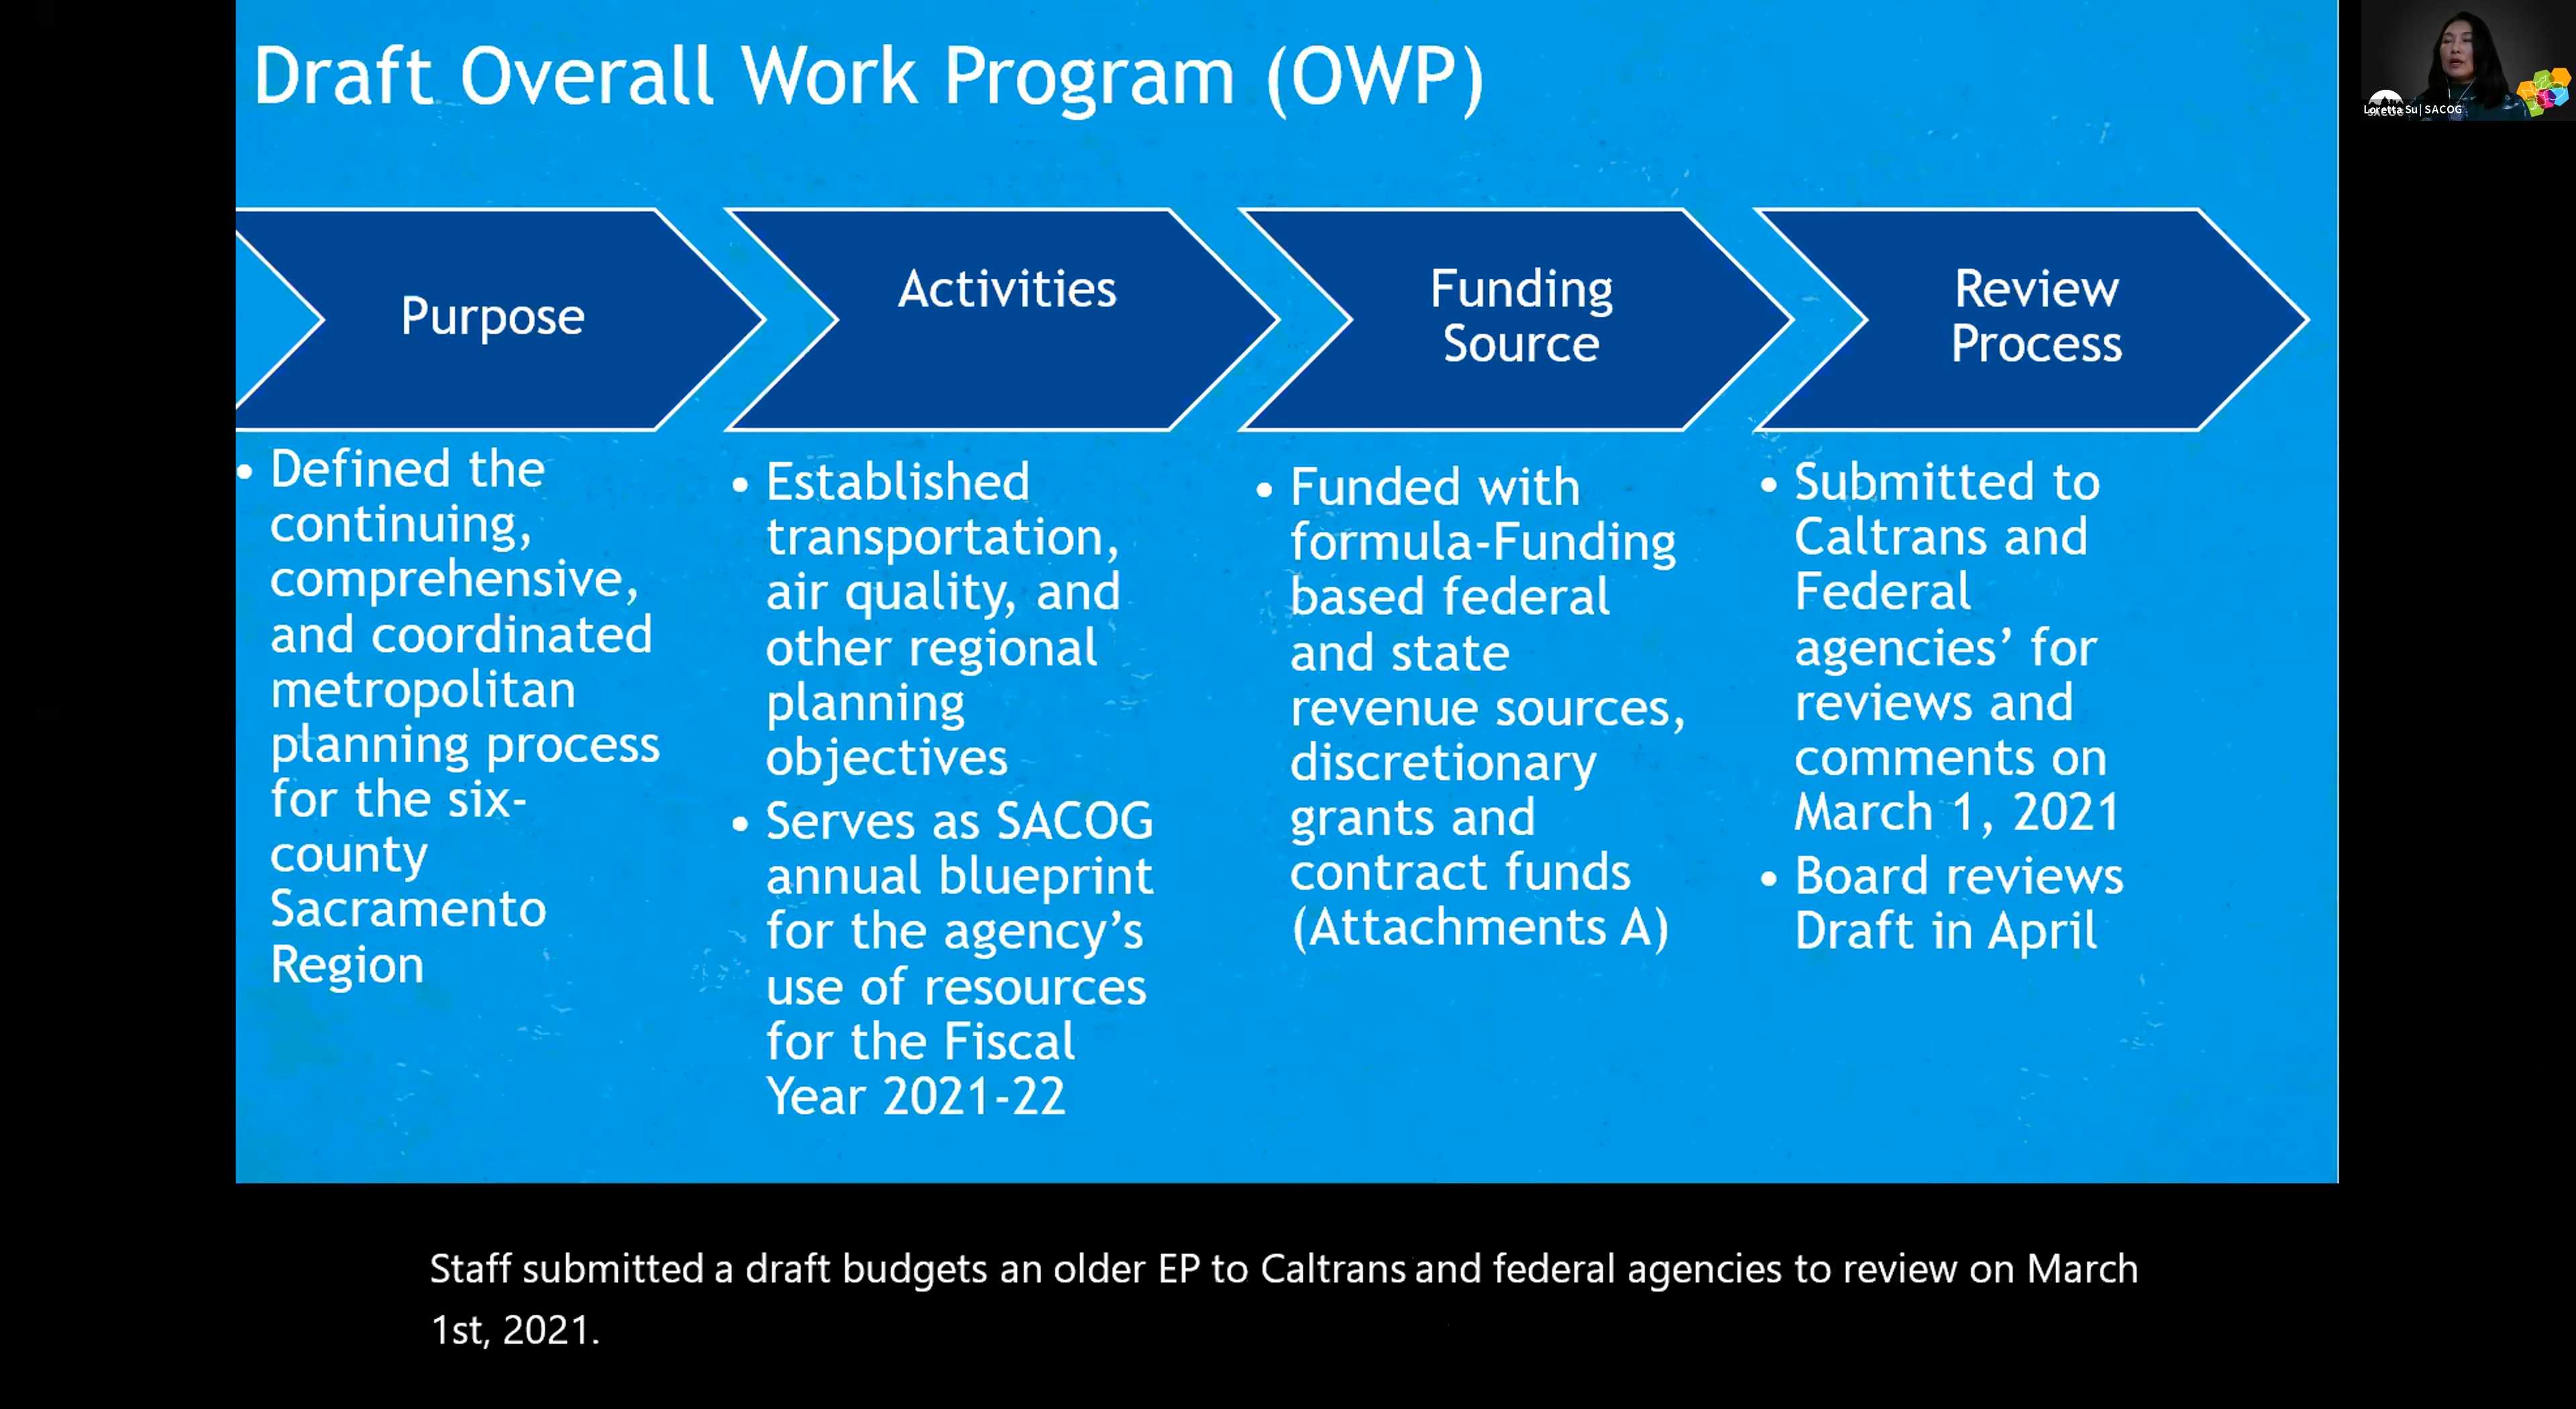 Draft Overall Work Program (OWP)
Purpose
• Defined the
continuing,
comprehensive,
and coordinated
metropolitan
planning process
for the six-
county
Sacramento
Region
Activities
• Established
transportation,
air quality, and
other regional
planning
objectives
• Serves as SACOG
annual blueprint
for the agency’s
use of resources
for the Fiscal
Year 2021-22
Funding
Source
• Funded with
formula-Funding
based federal
and state
revenue sources,
discretionary
grants and
contract funds
(Attachments A)
Review
Process
• Submitted to
Caltrans and
Federal
agencies’ for
reviews and
comments on
March 1, 2021
• Board reviews
Draft in April
Loretta Su| SACOG
SACOG
Staff submitted a draft budgets an older EP to Caltrans and federal agencies to review on March
1st, 2021.